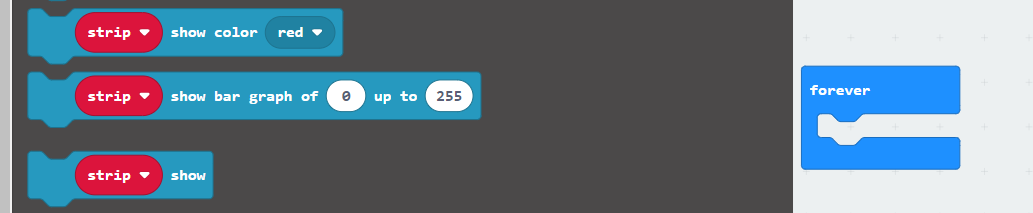 strip show color red
strip show bar graph of 0 up to 255
forever
strip show